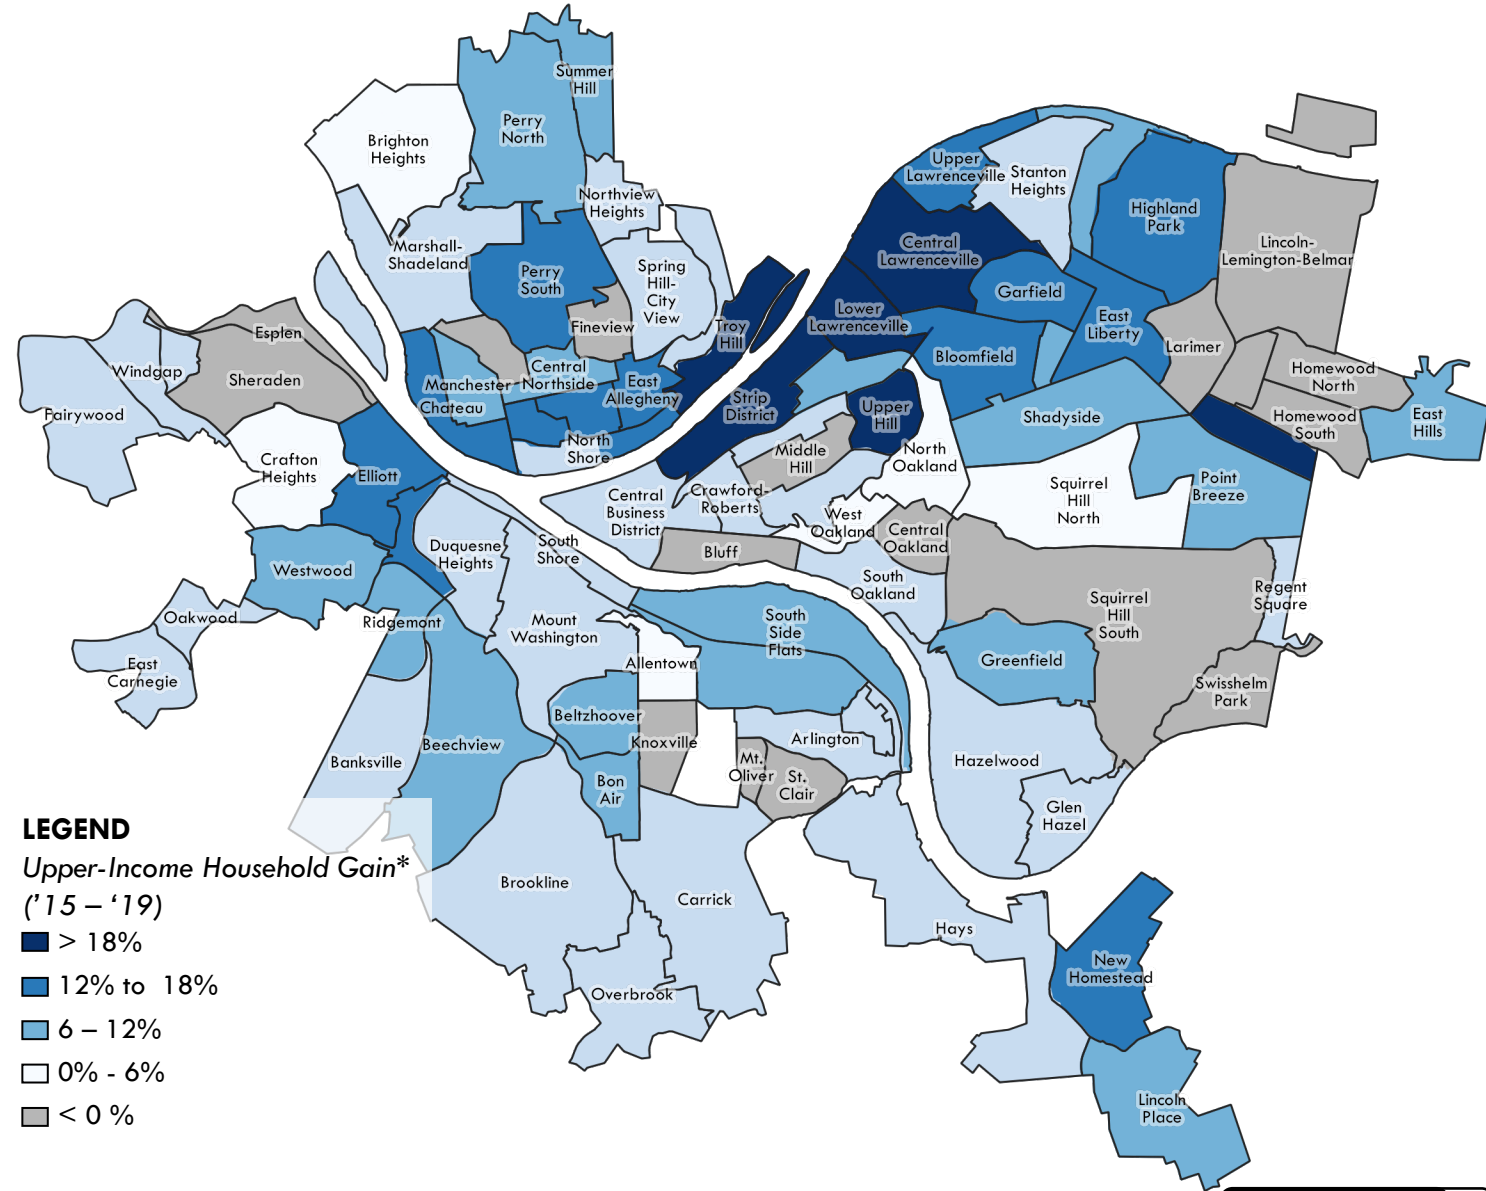 Summer
Hill
Perry
North
Brighton
Heights
Upper
Lawrenceville
Stanton
Heights
Northview
Heights
Highland
Park
Marshall-
Shadeland
Central
Lawrenceville
Lincoln-
Lemington-Belmar
Perry
South
Spring
Hill-
City
View
Garfield
Fineview
Troy
Hill
Lower
Lawrenceville
East
Liberty
Esplen
Larimer
Windgap
Sheraden
Manchester
Central
Northside
Bloomfield
Homewood
North
Chateau
East
Allegheny
Strip
District
Upper
Hill
Shadyside
Fairywood
Homewood
South
East
Hills
North
Shore
Middle
Hill
North
Oakland
Crafton
Heights
Elliott
Central
Business
District
Crawford-
Roberts
Squirrel
Hill
North
Point
Breeze
West
Oakland
Central
Oakland
Duquesne
Heights
South
Shore
Bluff
Westwood
South
Oakland
Regent
Square
Oakwood
Ridgemont
Mount
Washington
South
Side
Flats
Squirrel
Hill
South
East
Carnegie
Allentown
Greenfield
Swisshelm
Park
Beltzhoover
Banksville
Beechview
Knoxville
Arlington
Hazelwood
Bon
Air
Mt.
Oliver
St.
Clair
Glen
Hazel
LEGEND
Upper-Income Household Gain*
('15 – ‘19)
> 18%
12% to 18%
6 – 12%
0% - 6%
< 0 %
Brookline
Carrick
Hays
New
Homestead
Overbrook
Lincoln
Place